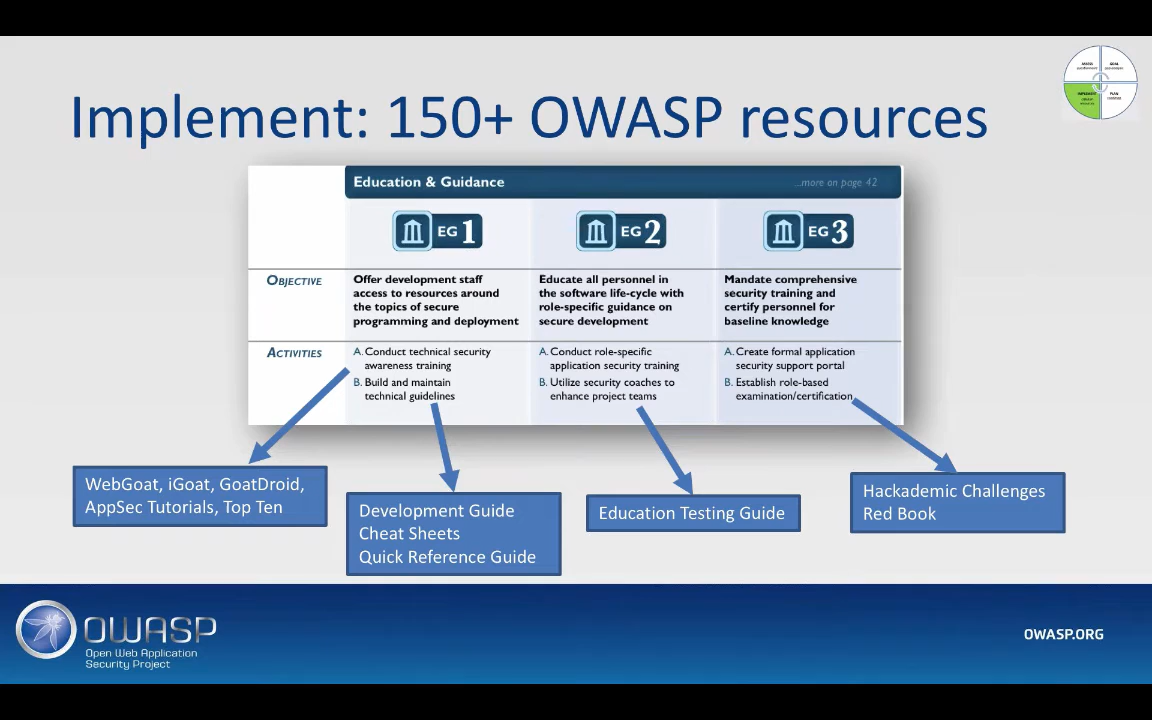 Implement: 150+ OWASP resources
ASSESS
GOAL
IMPLEMENT
PLAN
Education & Guidance
...more on page 42
EG 1
EG 2
EG 3
OBJECTIVE
Offer development staff
access to resources around
the topics of secure
programming and deployment
Educate all personnel in
the software life-cycle with
role-specific guidance on
secure development
Mandate comprehensive
security training and
certify personnel for
baseline knowledge
ACTIVITIES
A. Conduct technical security
awareness training
B. Build and maintain
technical guidelines
A. Conduct role-specific
application security training
B. Utilize security coaches to
enhance project teams
A. Create formal application
security support portal
B. Establish role-based
examination/certification
WebGoat, iGoat, GoatDroid,
AppSec Tutorials, Top Ten
Development Guide
Cheat Sheets
Quick Reference Guide
Education Testing Guide
Hackademic Challenges
Red Book
OWASP
Open Web Application
Security Project
OWASP.ORG